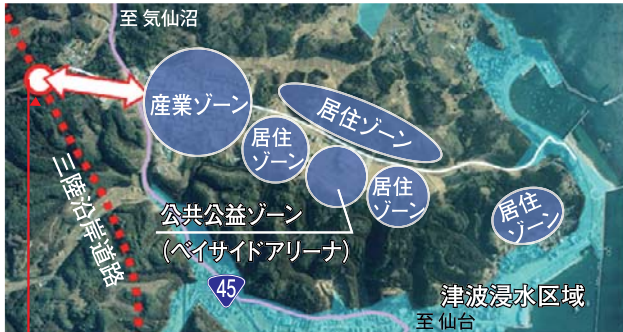 至 気仙沼
産業ゾーン
居住ゾーン
居住
ゾーン
居住
ゾーン
居住
ゾーン
三陸沿岸道路
公共公益ゾーン
(ベイサイドアリーナ)
45
津波浸水区域
至 仙台